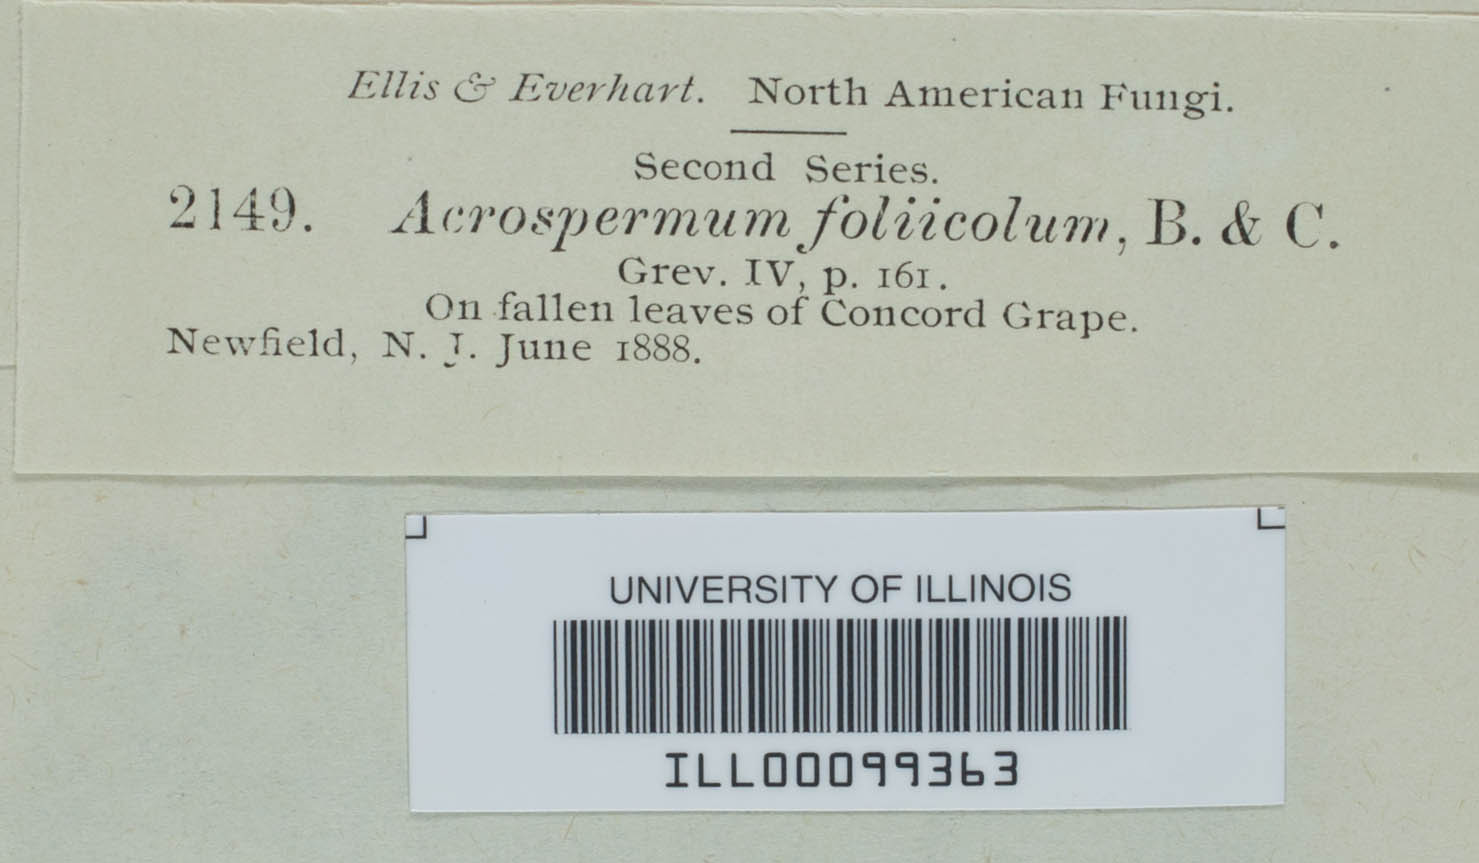 Ellis & Everhart. North American Fungi.
Second Series.
2149. Acrospermum foliicolum, B. & C.
Grev. IV, p. 161.
On fallen leaves of Concord Grape.
Newfield, N. J. June 1888.
UNIVERSITY OF ILLINOIS
ILL00099363